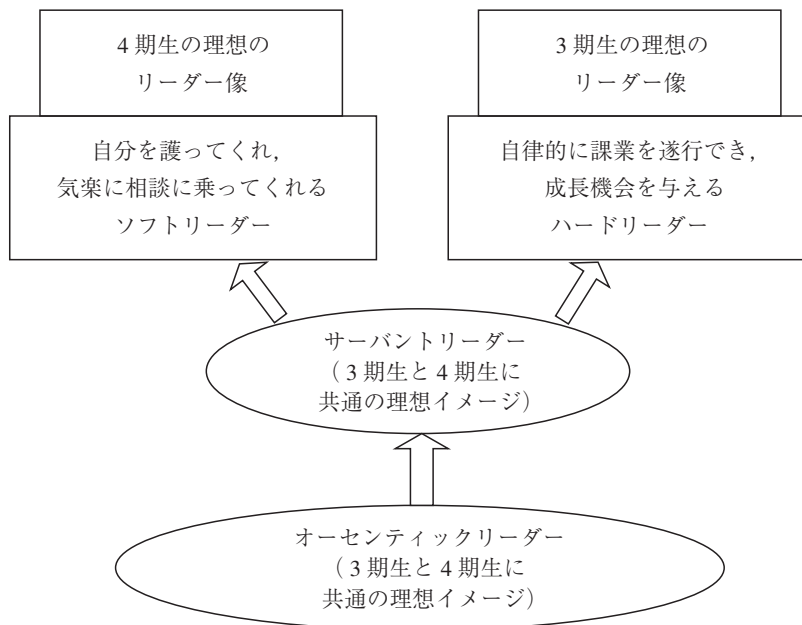 4 期生の理想の
リーダー像
自分を護ってくれ,
気楽に相談に乗ってくれる
ソフトリーダー
3 期生の理想の
リーダー像
自律的に課業を遂行でき,
成長機会を与える
ハードリーダー
サーバントリーダー
（ 3 期生と 4 期生に
共通の理想イメージ）
オーセンティックリーダー
（ 3 期生と 4 期生に
共通の理想イメージ）